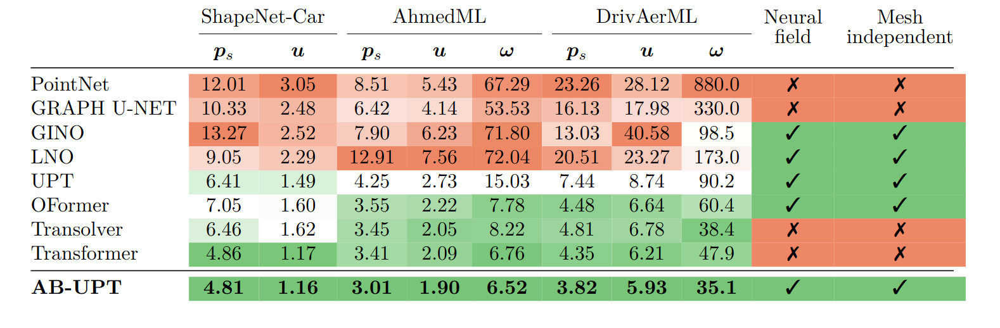 ShapeNet-Car AhmedML DrivAerML Neural field Mesh independent
p_s u p_s u ω p_s u ω
PointNet 12.01 3.05 8.51 5.43 67.29 23.26 28.12 880.0 ✗ ✗
GRAPH U-NET 10.33 2.48 6.42 4.14 53.53 16.13 17.98 330.0 ✗ ✗
GINO 13.27 2.52 7.90 6.23 71.80 13.03 40.58 98.5 ✓ ✓
LNO 9.05 2.29 12.91 7.56 72.04 20.51 23.27 173.0 ✓ ✓
UPT 6.41 1.49 4.25 2.73 15.03 7.44 8.74 90.2 ✓ ✓
OFormer 7.05 1.60 3.55 2.22 7.78 4.48 6.64 60.4 ✓ ✓
Transolver 6.46 1.62 3.45 2.05 8.22 4.81 6.78 38.4 ✗ ✗
Transformer 4.86 1.17 3.41 2.09 6.76 4.35 6.21 47.9 ✗ ✗
AB-UPT 4.81 1.16 3.01 1.90 6.52 3.82 5.93 35.1 ✓ ✓